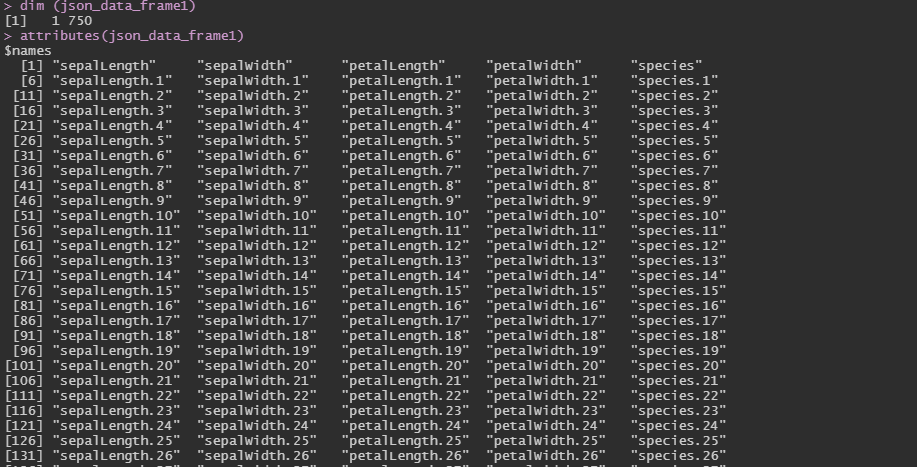 > dim (json_data_frame1)
[1]   1 750
> attributes(json_data_frame1)
$names
  [1] "sepalLength"    "sepalWidth"     "petalLength"    "petalWidth"     "species"
  [6] "sepalLength.1"  "sepalWidth.1"   "petalLength.1"  "petalWidth.1"   "species.1"
 [11] "sepalLength.2"  "sepalWidth.2"   "petalLength.2"  "petalWidth.2"   "species.2"
 [16] "sepalLength.3"  "sepalWidth.3"   "petalLength.3"  "petalWidth.3"   "species.3"
 [21] "sepalLength.4"  "sepalWidth.4"   "petalLength.4"  "petalWidth.4"   "species.4"
 [26] "sepalLength.5"  "sepalWidth.5"   "petalLength.5"  "petalWidth.5"   "species.5"
 [31] "sepalLength.6"  "sepalWidth.6"   "petalLength.6"  "petalWidth.6"   "species.6"
 [36] "sepalLength.7"  "sepalWidth.7"   "petalLength.7"  "petalWidth.7"   "species.7"
 [41] "sepalLength.8"  "sepalWidth.8"   "petalLength.8"  "petalWidth.8"   "species.8"
 [46] "sepalLength.9"  "sepalWidth.9"   "petalLength.9"  "petalWidth.9"   "species.9"
 [51] "sepalLength.10" "sepalWidth.10"  "petalLength.10" "petalWidth.10"  "species.10"
 [56] "sepalLength.11" "sepalWidth.11"  "petalLength.11" "petalWidth.11"  "species.11"
 [61] "sepalLength.12" "sepalWidth.12"  "petalLength.12" "petalWidth.12"  "species.12"
 [66] "sepalLength.13" "sepalWidth.13"  "petalLength.13" "petalWidth.13"  "species.13"
 [71] "sepalLength.14" "sepalWidth.14"  "petalLength.14" "petalWidth.14"  "species.14"
 [76] "sepalLength.15" "sepalWidth.15"  "petalLength.15" "petalWidth.15"  "species.15"
 [81] "sepalLength.16" "sepalWidth.16"  "petalLength.16" "petalWidth.16"  "species.16"
 [86] "sepalLength.17" "sepalWidth.17"  "petalLength.17" "petalWidth.17"  "species.17"
 [91] "sepalLength.18" "sepalWidth.18"  "petalLength.18" "petalWidth.18"  "species.18"
 [96] "sepalLength.19" "sepalWidth.19"  "petalLength.19" "petalWidth.19"  "species.19"
[101] "sepalLength.20" "sepalWidth.20"  "petalLength.20" "petalWidth.20"  "species.20"
[106] "sepalLength.21" "sepalWidth.21"  "petalLength.21" "petalWidth.21"  "species.21"
[111] "sepalLength.22" "sepalWidth.22"  "petalLength.22" "petalWidth.22"  "species.22"
[116] "sepalLength.23" "sepalWidth.23"  "petalLength.23" "petalWidth.23"  "species.23"
[121] "sepalLength.24" "sepalWidth.24"  "petalLength.24" "petalWidth.24"  "species.24"
[126] "sepalLength.25" "sepalWidth.25"  "petalLength.25" "petalWidth.25"  "species.25"
[131] "sepalLength.26" "sepalWidth.26"  "petalLength.26" "petalWidth.26"  "species.26"